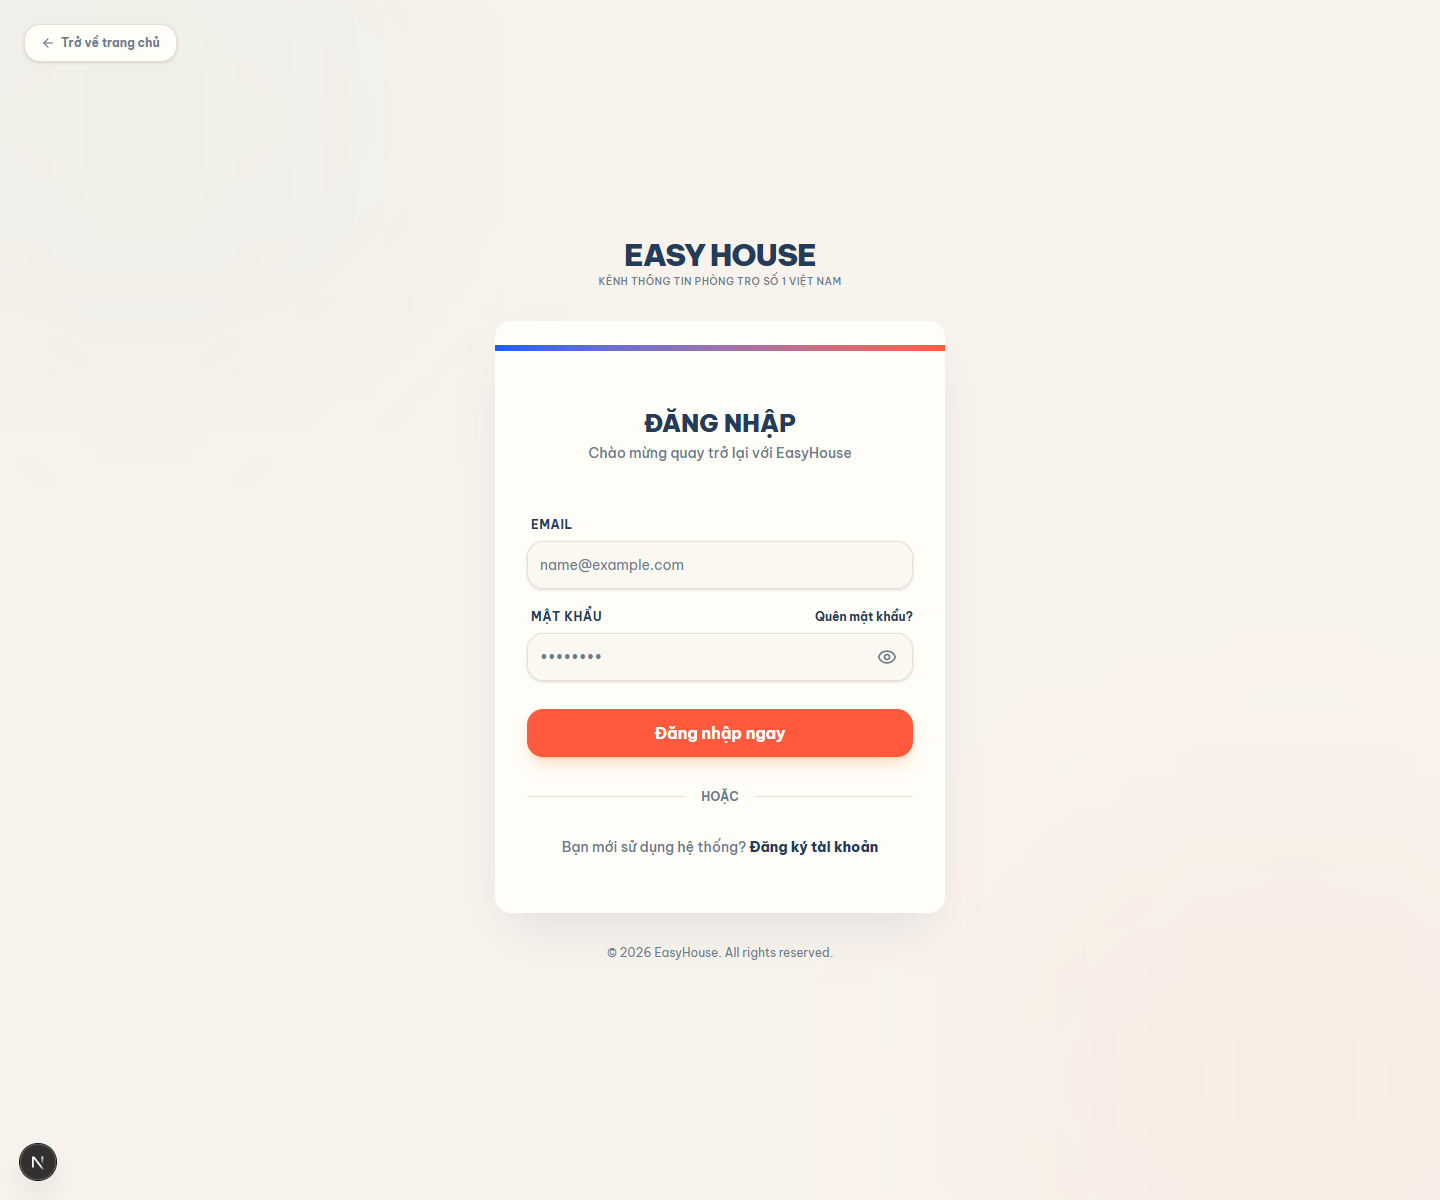 Trở về trang chủ
EASY HOUSE
KÊNH THÔNG TIN PHÒNG TRỌ SỐ 1 VIỆT NAM
ĐĂNG NHẬP
Chào mừng quay trở lại với EasyHouse
EMAIL
name@example.com
MẬT KHẨU Quên mật khẩu?
••••••••
Đăng nhập ngay
HOẶC
Bạn mới sử dụng hệ thống? Đăng ký tài khoản
© 2026 EasyHouse. All rights reserved.
N